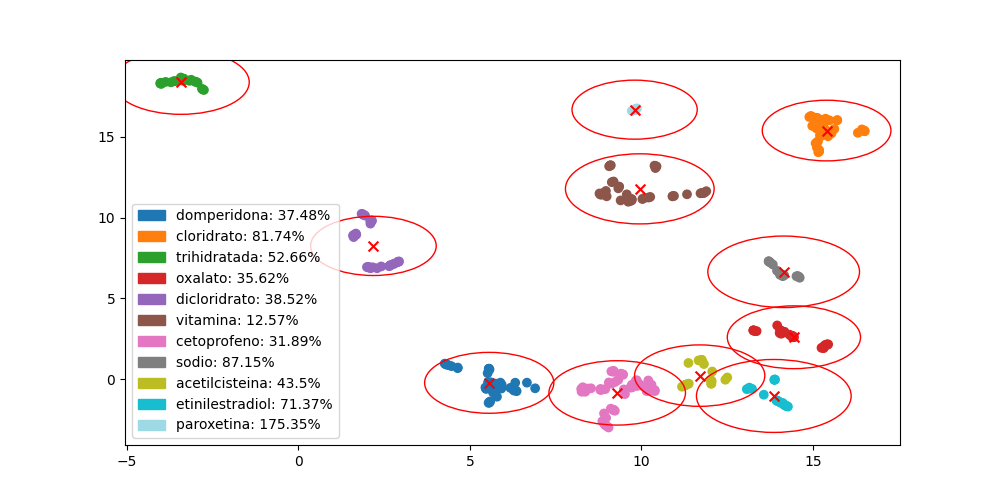 15
10
5
0
−5
0
5
10
15
domperidona: 37.48%
cloridrato: 81.74%
trihidratada: 52.66%
oxalato: 35.62%
dicloridrato: 38.52%
vitamina: 12.57%
cetoprofeno: 31.89%
sodio: 87.15%
acetilcisteina: 43.5%
etinilestradiol: 71.37%
paroxetina: 175.35%